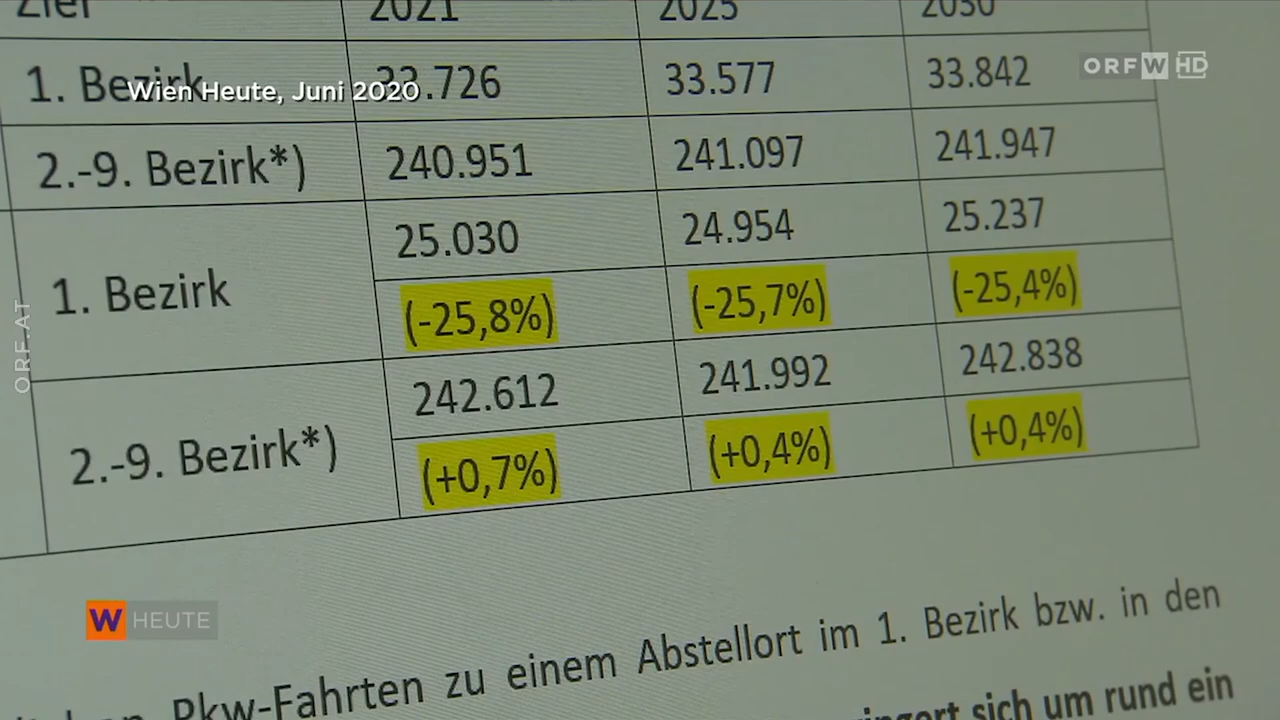 Ziel 2021 2025 2030
1. Bezirk 33.726 33.577 33.842
Wien Heute, Juni 2020
ORF W HD
2.-9. Bezirk*) 240.951 241.097 241.947
1. Bezirk 25.030 24.954 25.237
(-25,8%) (-25,7%) (-25,4%)
ORF.AT
2.-9. Bezirk*) 242.612 241.992 242.838
(+0,7%) (+0,4%) (+0,4%)
W HEUTE
Pkw-Fahrten zu einem Abstellort im 1. Bezirk bzw. in den
sich um rund ein